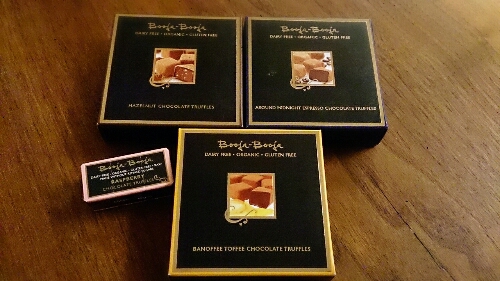 Booja-Booja
DAIRY FREE • ORGANIC • GLUTEN FREE
HAZELNUT CHOCOLATE TRUFFLES
Booja-Booja
DAIRY FREE • ORGANIC • GLUTEN FREE
AROUND MIDNIGHT ESPRESSO CHOCOLATE TRUFFLES
Booja-Booja
RASPBERRY
CHOCOLATE TRUFFLES
Booja-Booja
DAIRY FREE • ORGANIC • GLUTEN FREE
BANOFFEE TOFFEE CHOCOLATE TRUFFLES